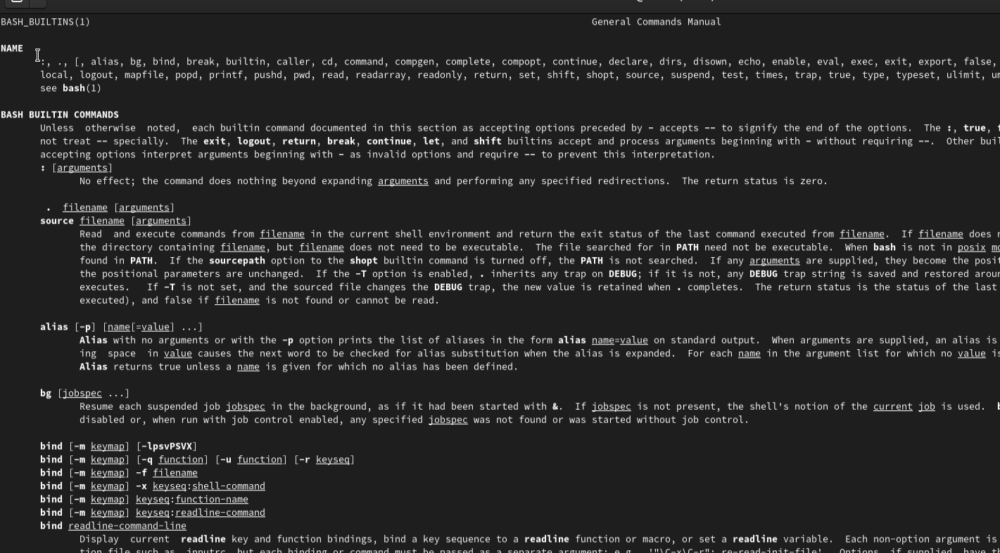 BASH_BUILTINS(1) General Commands Manual
NAME
:, ., [, alias, bg, bind, break, builtin, caller, cd, command, compgen, complete, compopt, continue, declare, dirs, disown, echo, enable, eval, exec, exit, export, false,
local, logout, mapfile, popd, printf, pushd, pwd, read, readarray, readonly, return, set, shift, shopt, source, suspend, test, times, trap, true, type, typeset, ulimit,
see bash(1)
BASH BUILTIN COMMANDS
Unless otherwise noted, each builtin command documented in this section as accepting options preceded by - accepts -- to signify the end of the options. The :, true,
not treat -- specially. The exit, logout, return, break, continue, let, and shift builtins accept and process arguments beginning with - without requiring --. Other
accepting options interpret arguments beginning with - as invalid options and require -- to prevent this interpretation.
: [arguments]
No effect; the command does nothing beyond expanding arguments and performing any specified redirections. The return status is zero.
. filename [arguments]
source filename [arguments]
Read and execute commands from filename in the current shell environment and return the exit status of the last command executed from filename. If filename does
the directory containing filename, but filename does not need to be executable. The file searched for in PATH need not be executable. When bash is not in posix
found in PATH. If the sourcepath option to the shopt builtin command is turned off, the PATH is not searched. If any arguments are supplied, they become the
the positional parameters are unchanged. If the -T option is enabled, . inherits any trap on DEBUG; if it is not, any DEBUG trap string is saved and restored
executes. If -T is not set, and the sourced file changes the DEBUG trap, the new value is retained when . completes. The return status is the status of the last
executed), and false if filename is not found or cannot be read.
alias [-p] [name[=value] ...]
Alias with no arguments or with the -p option prints the list of aliases in the form alias name=value on standard output. When arguments are supplied, an alias is
ing space in value causes the next word to be checked for alias substitution when the alias is expanded. For each name in the argument list for which no value is
Alias returns true unless a name is given for which no alias has been defined.
bg [jobspec ...]
Resume each suspended job jobspec in the background, as if it had been started with &. If jobspec is not present, the shell's notion of the current job is used.
disabled or, when run with job control enabled, any specified jobspec was not found or was started without job control.
bind [-m keymap] [-lpsvPSVX]
bind [-m keymap] [-q function] [-u function] [-r keyseq]
bind [-m keymap] -f filename
bind [-m keymap] -x keyseq:shell-command
bind [-m keymap] keyseq:function-name
bind [-m keymap] keyseq:readline-command
bind readline-command-line
Display current readline key and function bindings, bind a key sequence to a readline function or macro, or set a readline variable. Each non-option argument is
tion file such as .inputrc, but each binding or command must be passed as a separate argument; e.g., '"\C-x\C-r": re-read-init-file'. Options, if supplied, have